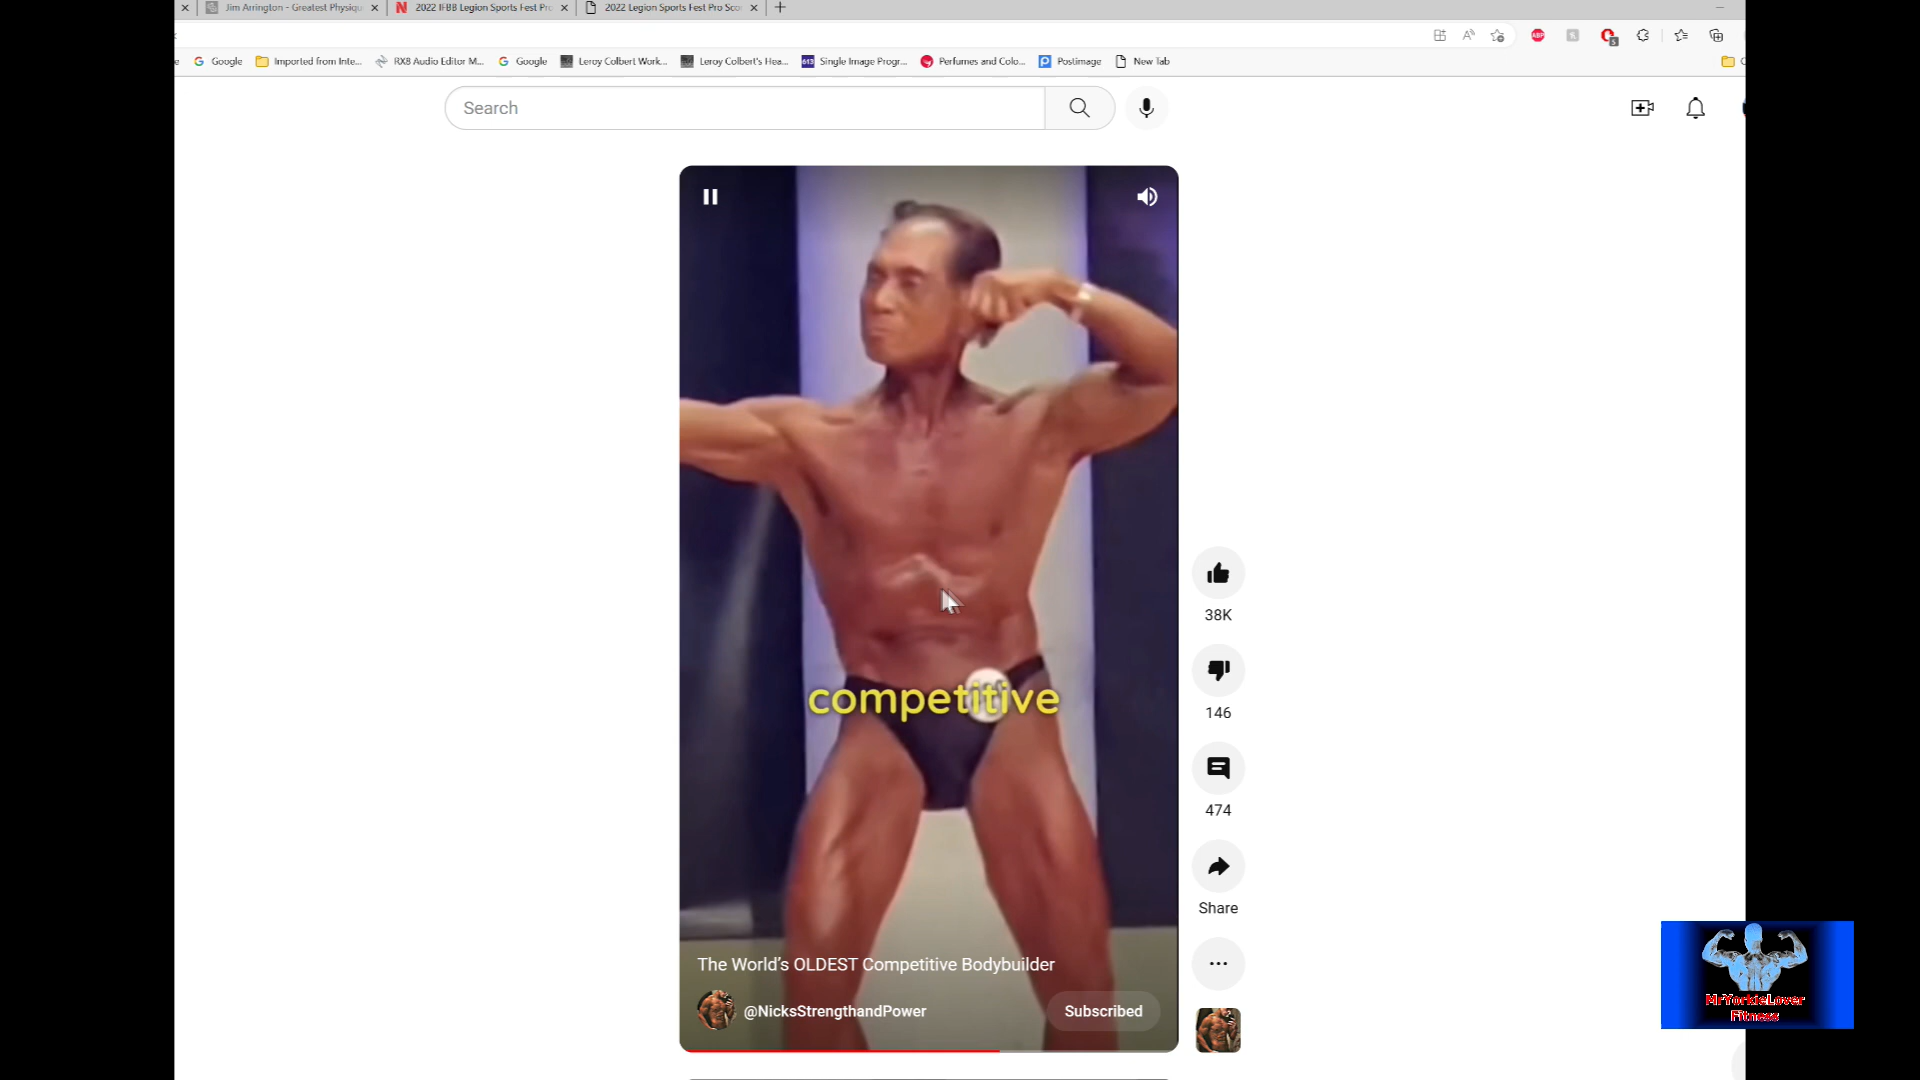 Jim Arrington - Greatest Physiqu
2022 IFBB Legion Sports Fest Pro
2022 Legion Sports Fest Pro Sco
Google
Imported from Inte...
RX8 Audio Editor M...
Google
Leroy Colbert Work...
Leroy Colbert's Hea...
613
Single Image Progr...
Perfumes and Colo...
Postimage
New Tab
Search
competitive
38K
146
474
Share
The World's OLDEST Competitive Bodybuilder
@NicksStrengthandPower
Subscribed
MrYorkieLover
Fitness